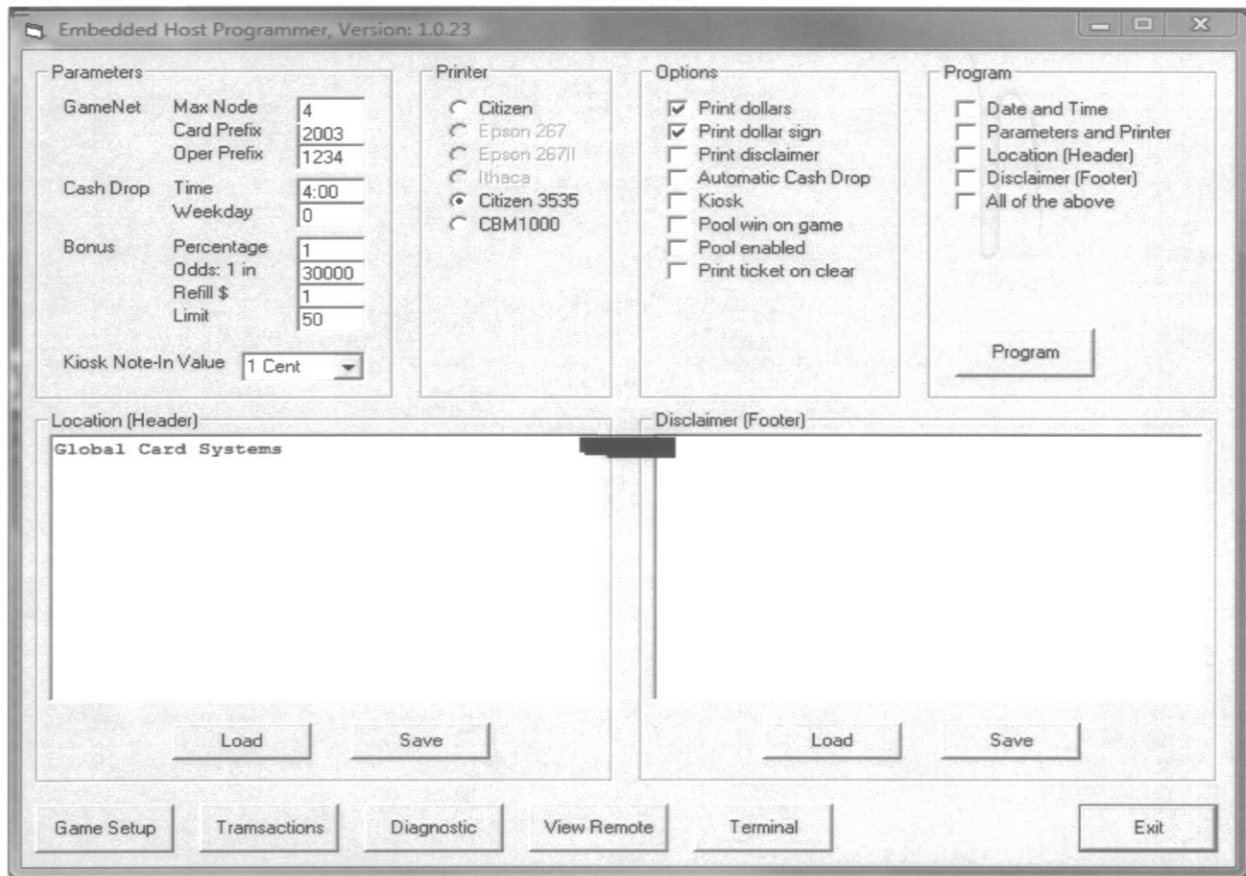 Embedded Host Programmer, Version: 1.0.23
Parameters
GameNet Max Node 4
Card Prefix 2003
Oper Prefix 1234
Cash Drop Time 4:00
Weekday 0
Bonus Percentage 1
Odds: 1 in 30000
Refill $ 1
Limit 50
Kiosk Note-In Value 1 Cent
Printer
Citizen
Epson 267
Epson 267II
Ithaca
Citizen 3535
CBM1000
Options
Print dollars
Print dollar sign
Print disclaimer
Automatic Cash Drop
Kiosk
Pool win on game
Pool enabled
Print ticket on clear
Program
Date and Time
Parameters and Printer
Location (Header)
Disclaimer (Footer)
All of the above
Program
Location (Header)
Global Card Systems
Load Save
Disclaimer (Footer)
Load Save
Game Setup Tramsactions Diagnostic View Remote Terminal Exit